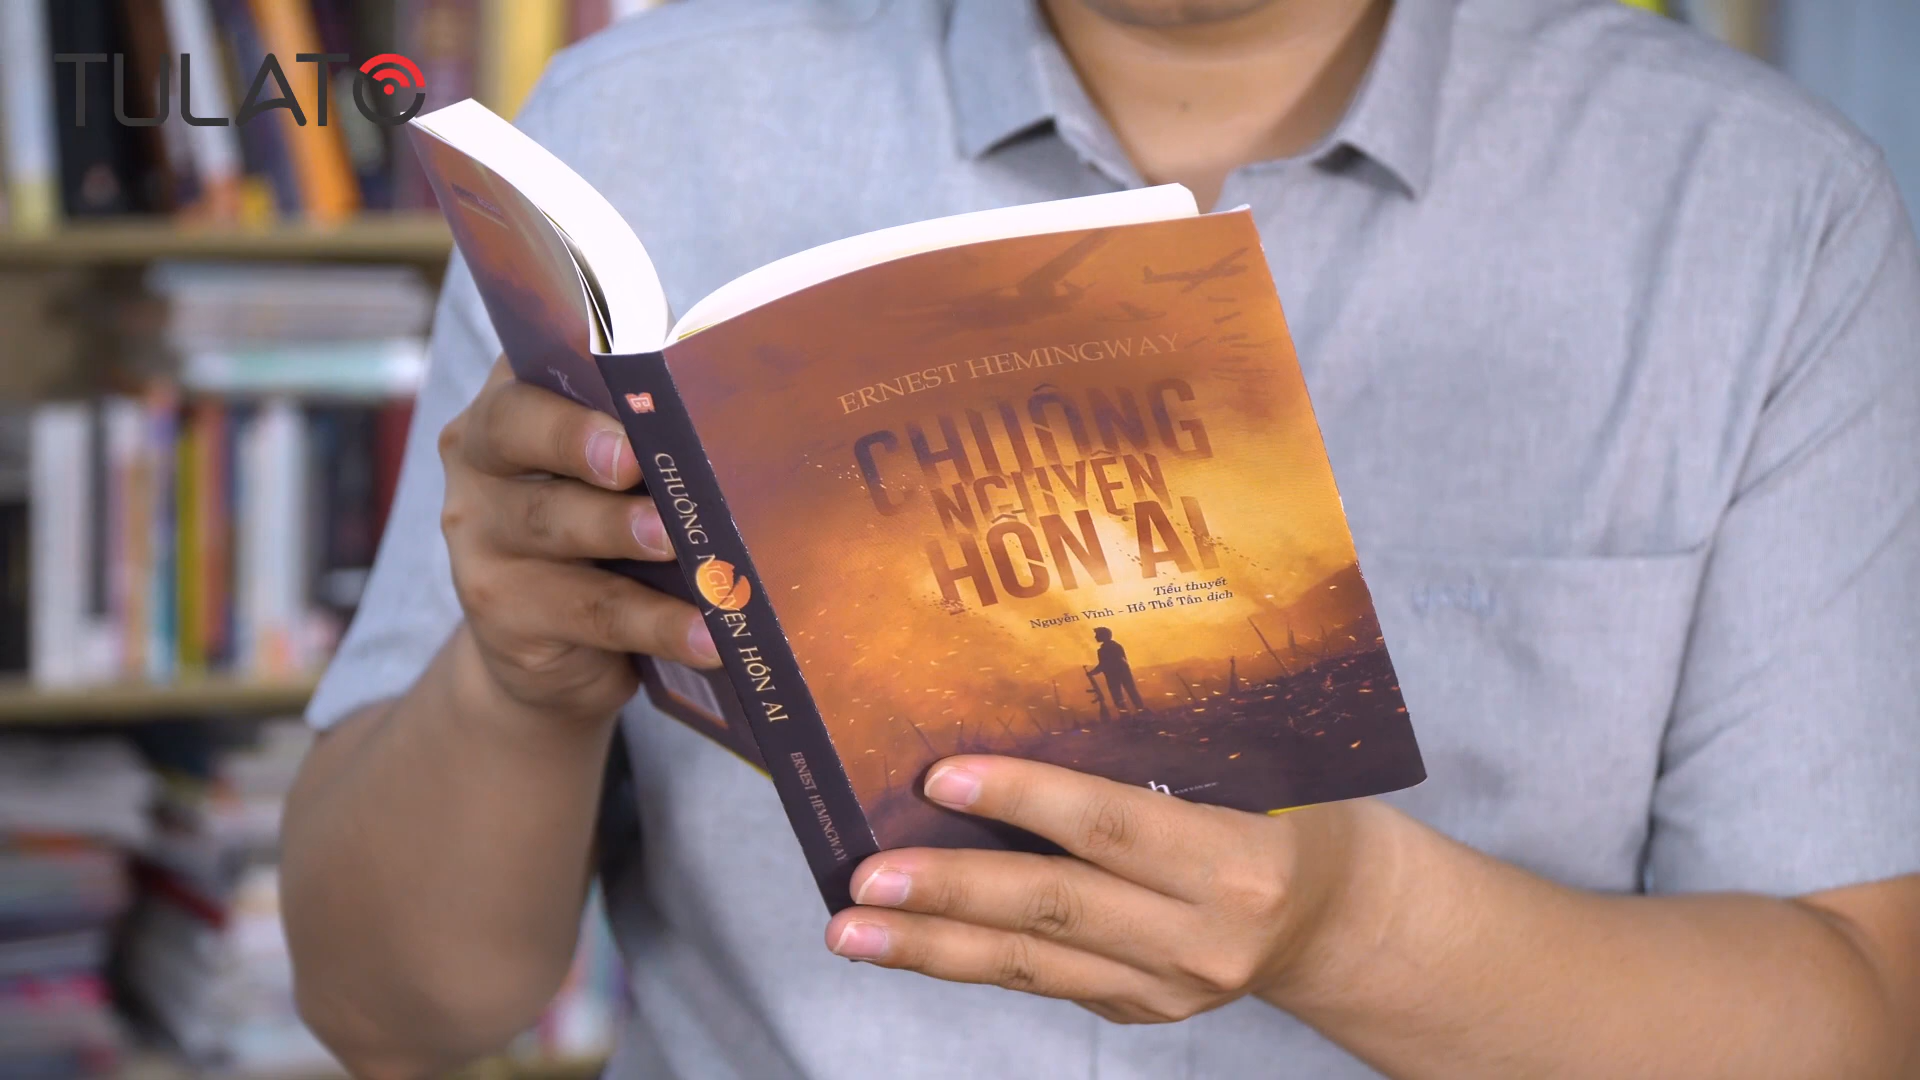 TULATO
ERNEST HEMINGWAY
CHUÔNG
NGUYỆN
HỒN AI
Tiểu thuyết
Nguyễn Vĩnh - Hồ Thể Tần dịch
CHUÔNG NGUYỆN HỒN AI
ERNEST HEMINGWAY
"K